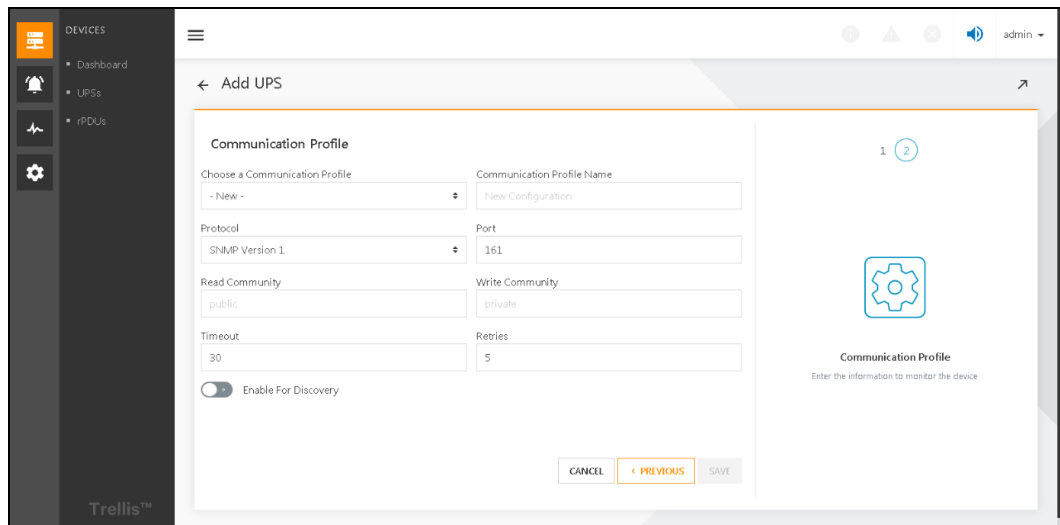 DEVICES
Dashboard
UPSs
rPDUs
Trellis™
admin
Add UPS
Communication Profile
Choose a Communication Profile
Communication Profile Name
- New -
New Configuration
Protocol
Port
SNMP Version 1
161
Read Community
Write Community
public
private
Timeout
Retries
30
5
Enable For Discovery
CANCEL
‹ PREVIOUS
SAVE
1 2
Communication Profile
Enter the information to monitor the device